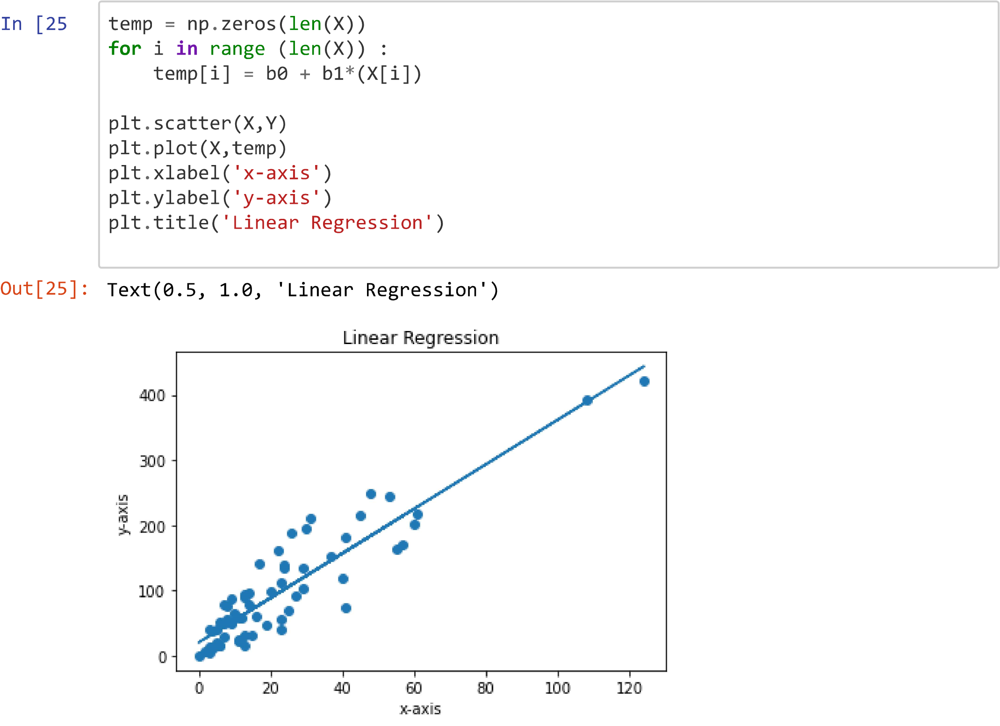 In [25
temp = np.zeros(len(X))
for i in range (len(X)) :
    temp[i] = b0 + b1*(X[i])
plt.scatter(X,Y)
plt.plot(X,temp)
plt.xlabel('x-axis')
plt.ylabel('y-axis')
plt.title('Linear Regression')
Out[25]: Text(0.5, 1.0, 'Linear Regression')
Linear Regression
400
300
200
100
0
y-axis
0 20 40 60 80 100 120
x-axis